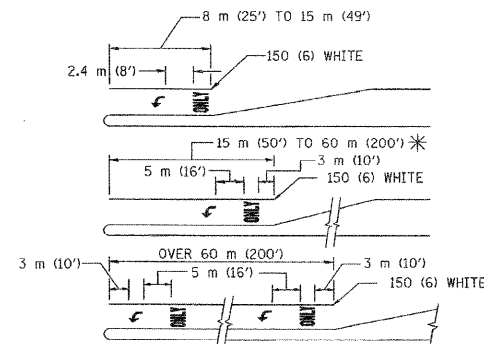 8 m (25') TO 15 m (49')
150 (6) WHITE
2.4 m (8')
ONLY
15 m (50') TO 60 m (200') *
5 m (16')
3 m (10')
150 (6) WHITE
ONLY
OVER 60 m (200')
3 m (10')
5 m (16')
3 m (10')
150 (6) WHITE
ONLY
ONLY